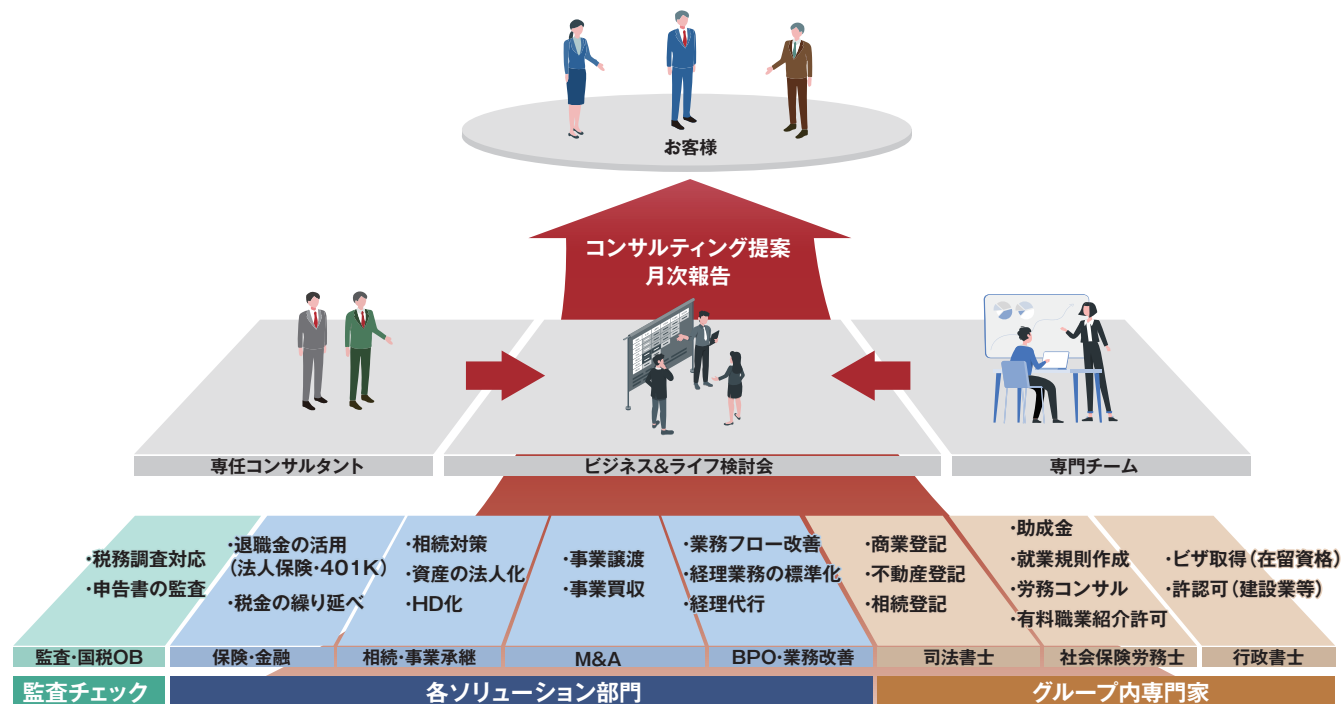 お客様
コンサルティング提案
月次報告
専任コンサルタント
ビジネス&ライフ検討会
専門チーム
・税務調査対応
・申告書の監査
・退職金の活用
（法人保険・401K）
・税金の繰り延べ
・相続対策
・資産の法人化
・HD化
・事業譲渡
・事業買収
・業務フロー改善
・経理業務の標準化
・経理代行
・商業登記
・不動産登記
・相続登記
・助成金
・就業規則作成
・労務コンサル
・有料職業紹介許可
・ビザ取得（在留資格）
・許認可（建設業等）
監査・国税OB
保険・金融
相続・事業承継
M&A
BPO・業務改善
司法書士
社会保険労務士
行政書士
監査チェック
各ソリューション部門
グループ内専門家